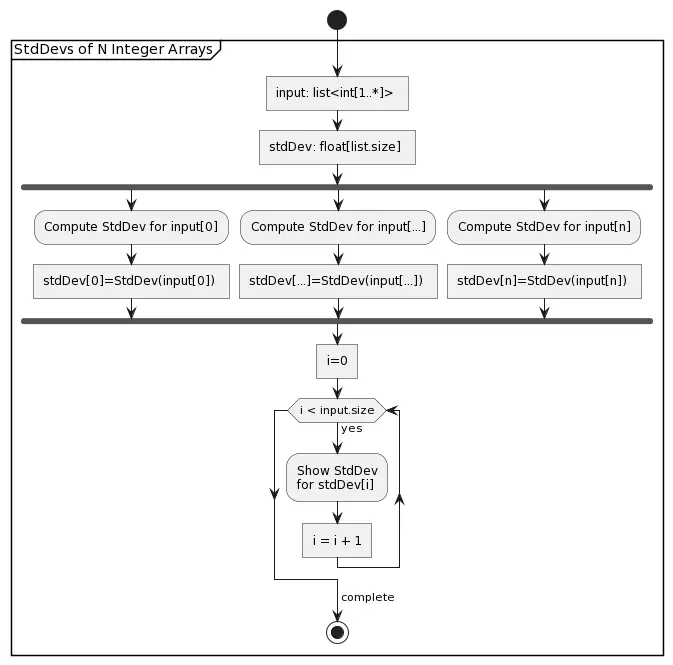 StdDevs of N Integer Arrays
input: list<int[1..*]>
stdDev: float[list.size]
Compute StdDev for input[0]
Compute StdDev for input[...]
Compute StdDev for input[n]
stdDev[0]=StdDev(input[0])
stdDev[...]=StdDev(input[...])
stdDev[n]=StdDev(input[n])
i=0
i < input.size
yes
Show StdDev
for stdDev[i]
i = i + 1
complete